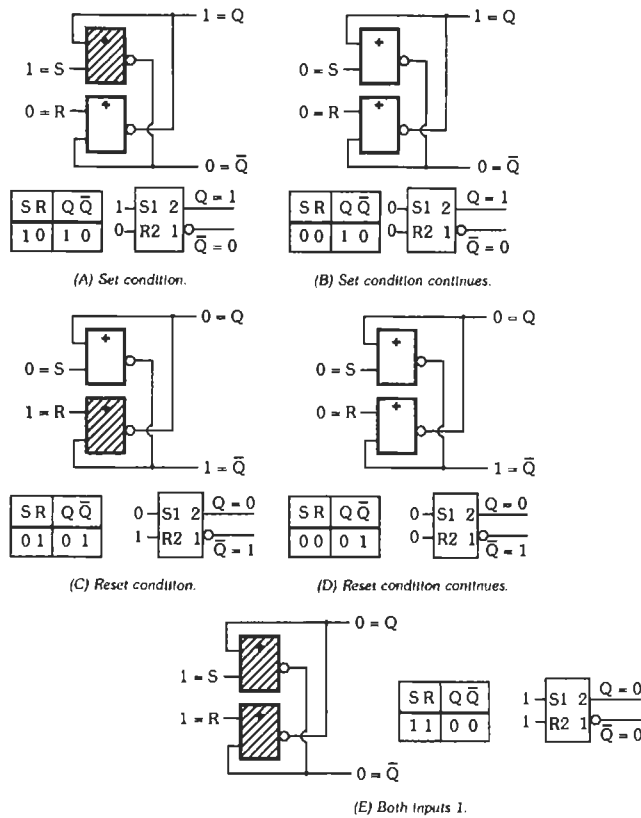 1 = Q
+
1 = S
0 = R
+
0 = Q̄
S R Q Q̄
1 0 1 0
1 S1 2 Q = 1
0 R2 1 Q̄ = 0
(A) Set condition.
1 = Q
+
0 = S
0 = R
+
0 = Q̄
S R Q Q̄
0 0 1 0
0 S1 2 Q = 1
0 R2 1 Q̄ = 0
(B) Set condition continues.
0 = Q
+
0 = S
1 = R
+
1 = Q̄
S R Q Q̄
0 1 0 1
0 S1 2 Q = 0
1 R2 1 Q̄ = 1
(C) Reset condition.
0 = Q
+
0 = S
0 = R
+
1 = Q̄
S R Q Q̄
0 0 0 1
0 S1 2 Q = 0
0 R2 1 Q̄ = 1
(D) Reset condition continues.
0 = Q
+
1 = S
1 = R
+
0 = Q̄
S R Q Q̄
1 1 0 0
1 S1 2 Q = 0
1 R2 1 Q̄ = 0
(E) Both inputs 1.